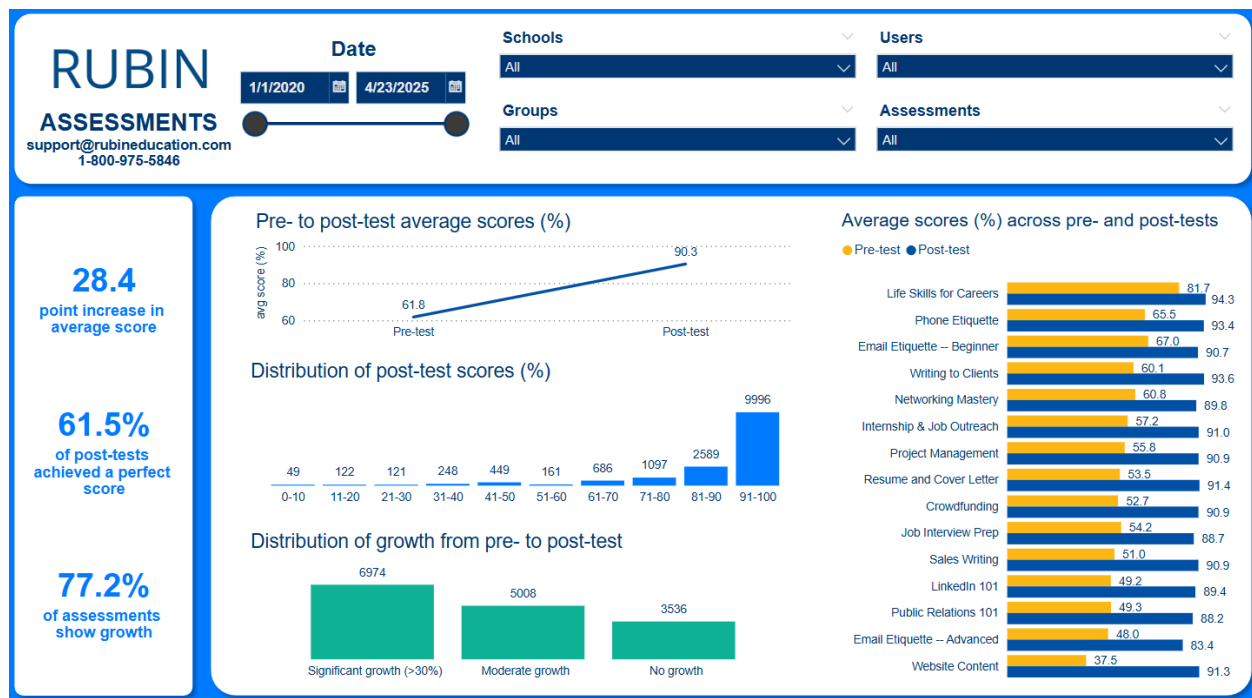 RUBIN
ASSESSMENTS
support@rubineducation.com
1-800-975-5846
Date
1/1/2020
4/23/2025
Schools
All
Users
All
Groups
All
Assessments
All
28.4
point increase in
average score
61.5%
of post-tests
achieved a perfect
score
77.2%
of assessments
show growth
Pre- to post-test average scores (%)
avg score (%)
100
80
60
61.8
90.3
Pre-test
Post-test
Distribution of post-test scores (%)
49
122
121
248
449
161
686
1097
2589
9996
0-10
11-20
21-30
31-40
41-50
51-60
61-70
71-80
81-90
91-100
Distribution of growth from pre- to post-test
6974
5008
3536
Significant growth (>30%)
Moderate growth
No growth
Average scores (%) across pre- and post-tests
Pre-test
Post-test
Life Skills for Careers
81.7
94.3
Phone Etiquette
65.5
93.4
Email Etiquette -- Beginner
67.0
90.7
Writing to Clients
60.1
93.6
Networking Mastery
60.8
89.8
Internship & Job Outreach
57.2
91.0
Project Management
55.8
90.9
Resume and Cover Letter
53.5
91.4
Crowdfunding
52.7
90.9
Job Interview Prep
54.2
88.7
Sales Writing
51.0
90.9
LinkedIn 101
49.2
89.4
Public Relations 101
49.3
88.2
Email Etiquette -- Advanced
48.0
83.4
Website Content
37.5
91.3